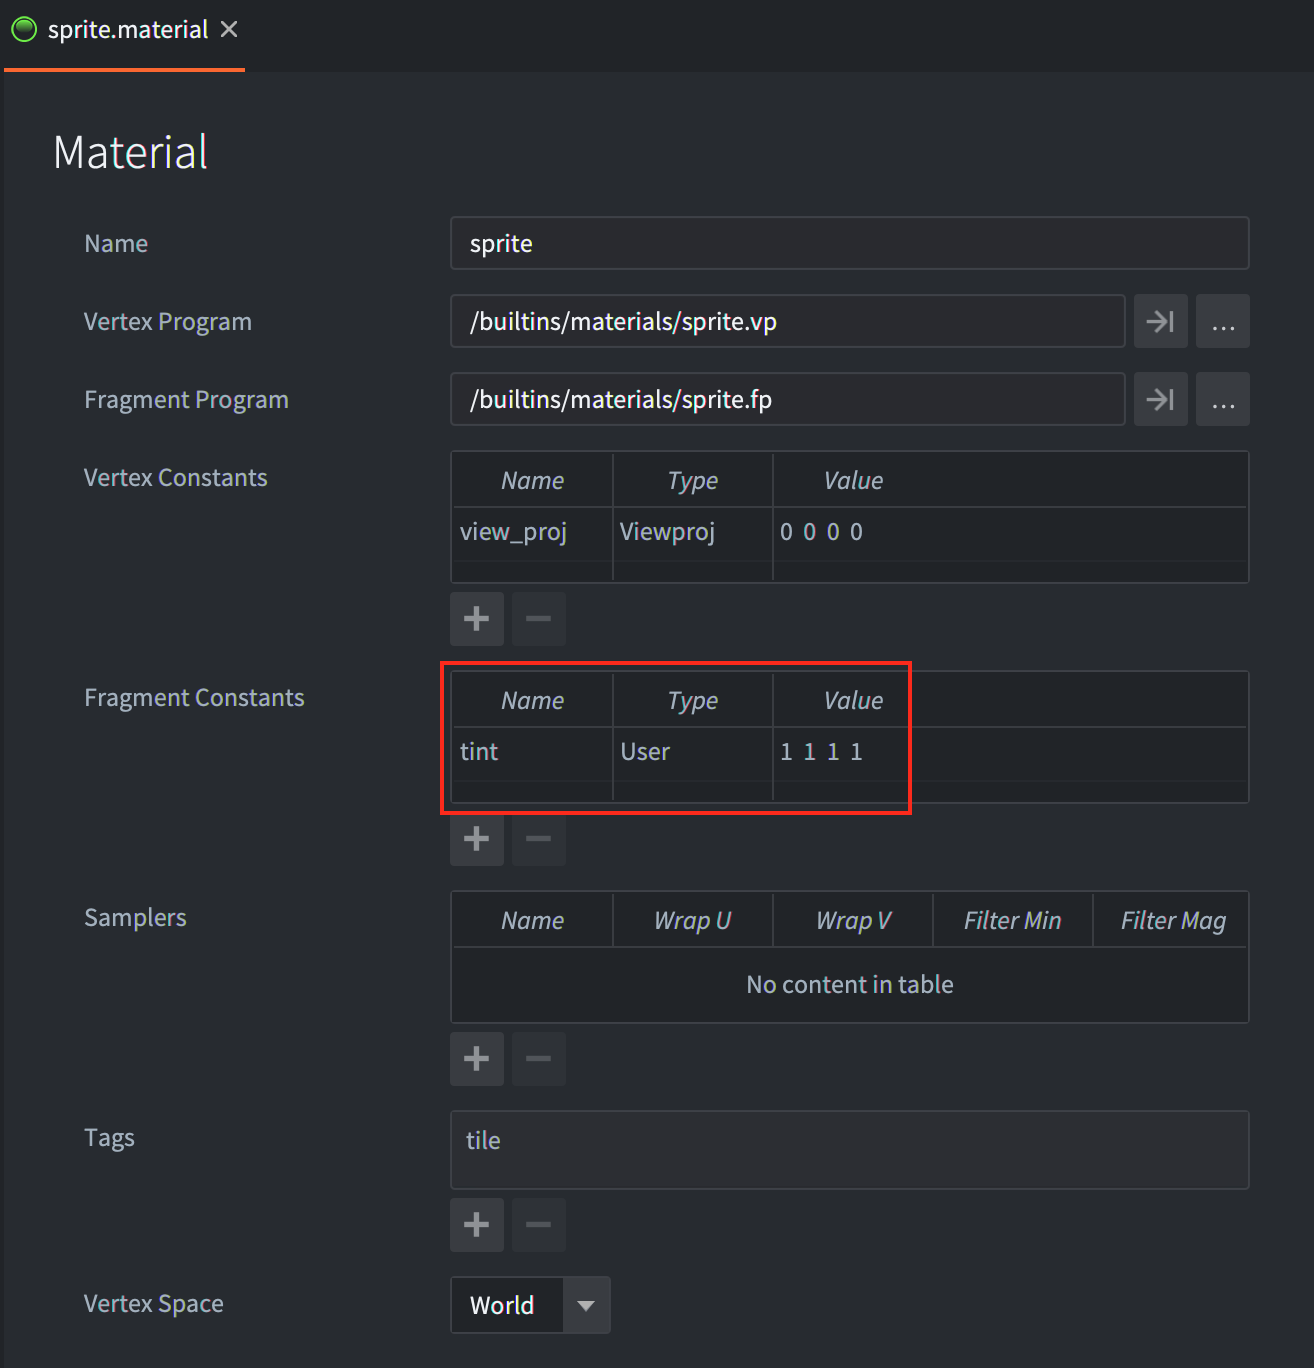 sprite.material
Material
Name sprite
Vertex Program /builtins/materials/sprite.vp ...
Fragment Program /builtins/materials/sprite.fp ...
Vertex Constants Name Type Value
view_proj Viewproj 0 0 0 0
Fragment Constants Name Type Value
tint User 1 1 1 1
Samplers Name Wrap U Wrap V Filter Min Filter Mag
No content in table
Tags tile
Vertex Space World